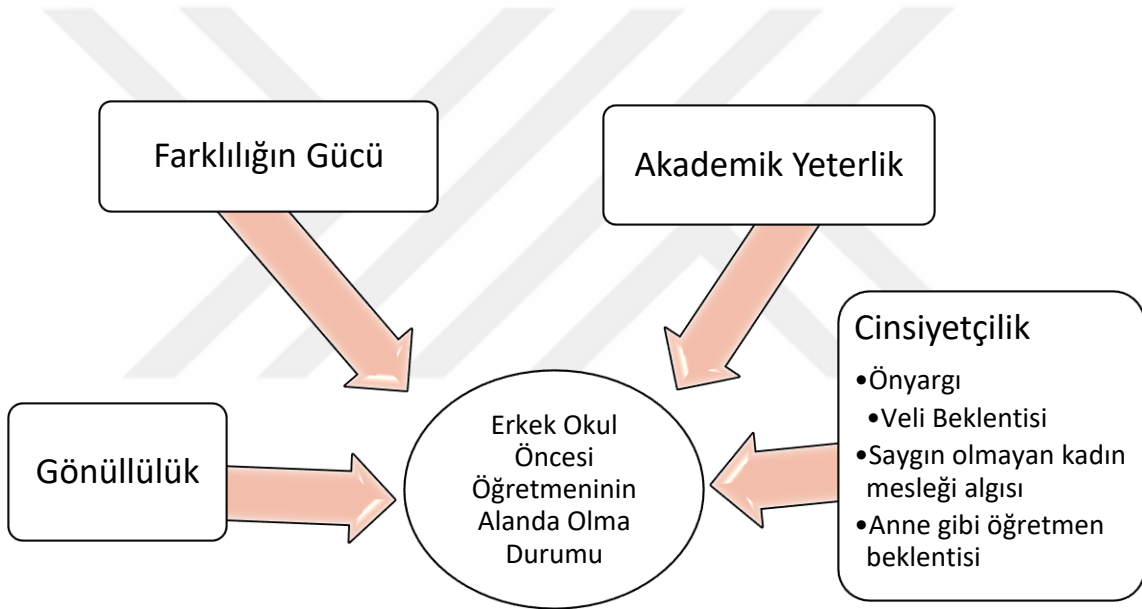 Farklılığın Gücü
Akademik Yeterlik
Gönüllülük
Erkek Okul
Öncesi
Öğretmeninin
Alanda Olma
Durumu
Cinsiyetçilik
•Önyargı
•Veli Beklentisi
•Saygın olmayan kadın
mesleği algısı
•Anne gibi öğretmen
beklentisi